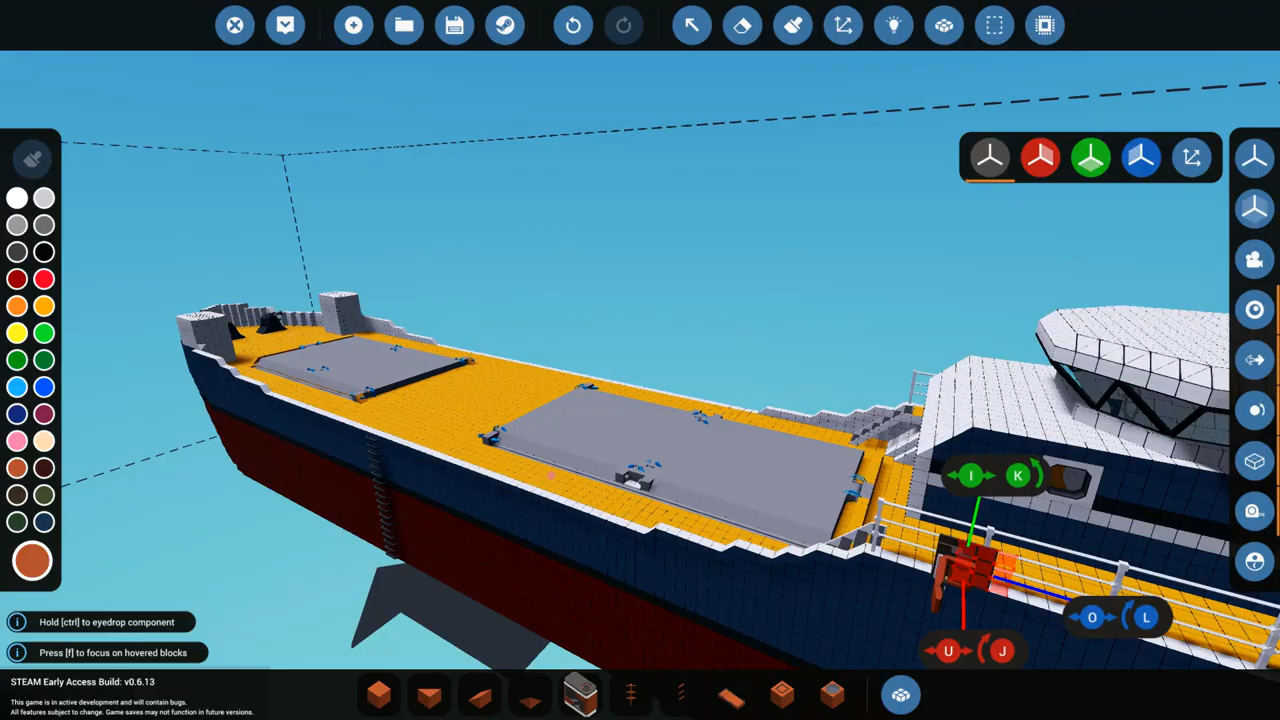 I K
O L
U J
Hold [ctrl] to eyedrop component
Press [f] to focus on hovered blocks
STEAM Early Access Build: v0.6.13
This game is in active development and will contain bugs.
All features subject to change. Game saves may not function in future versions.